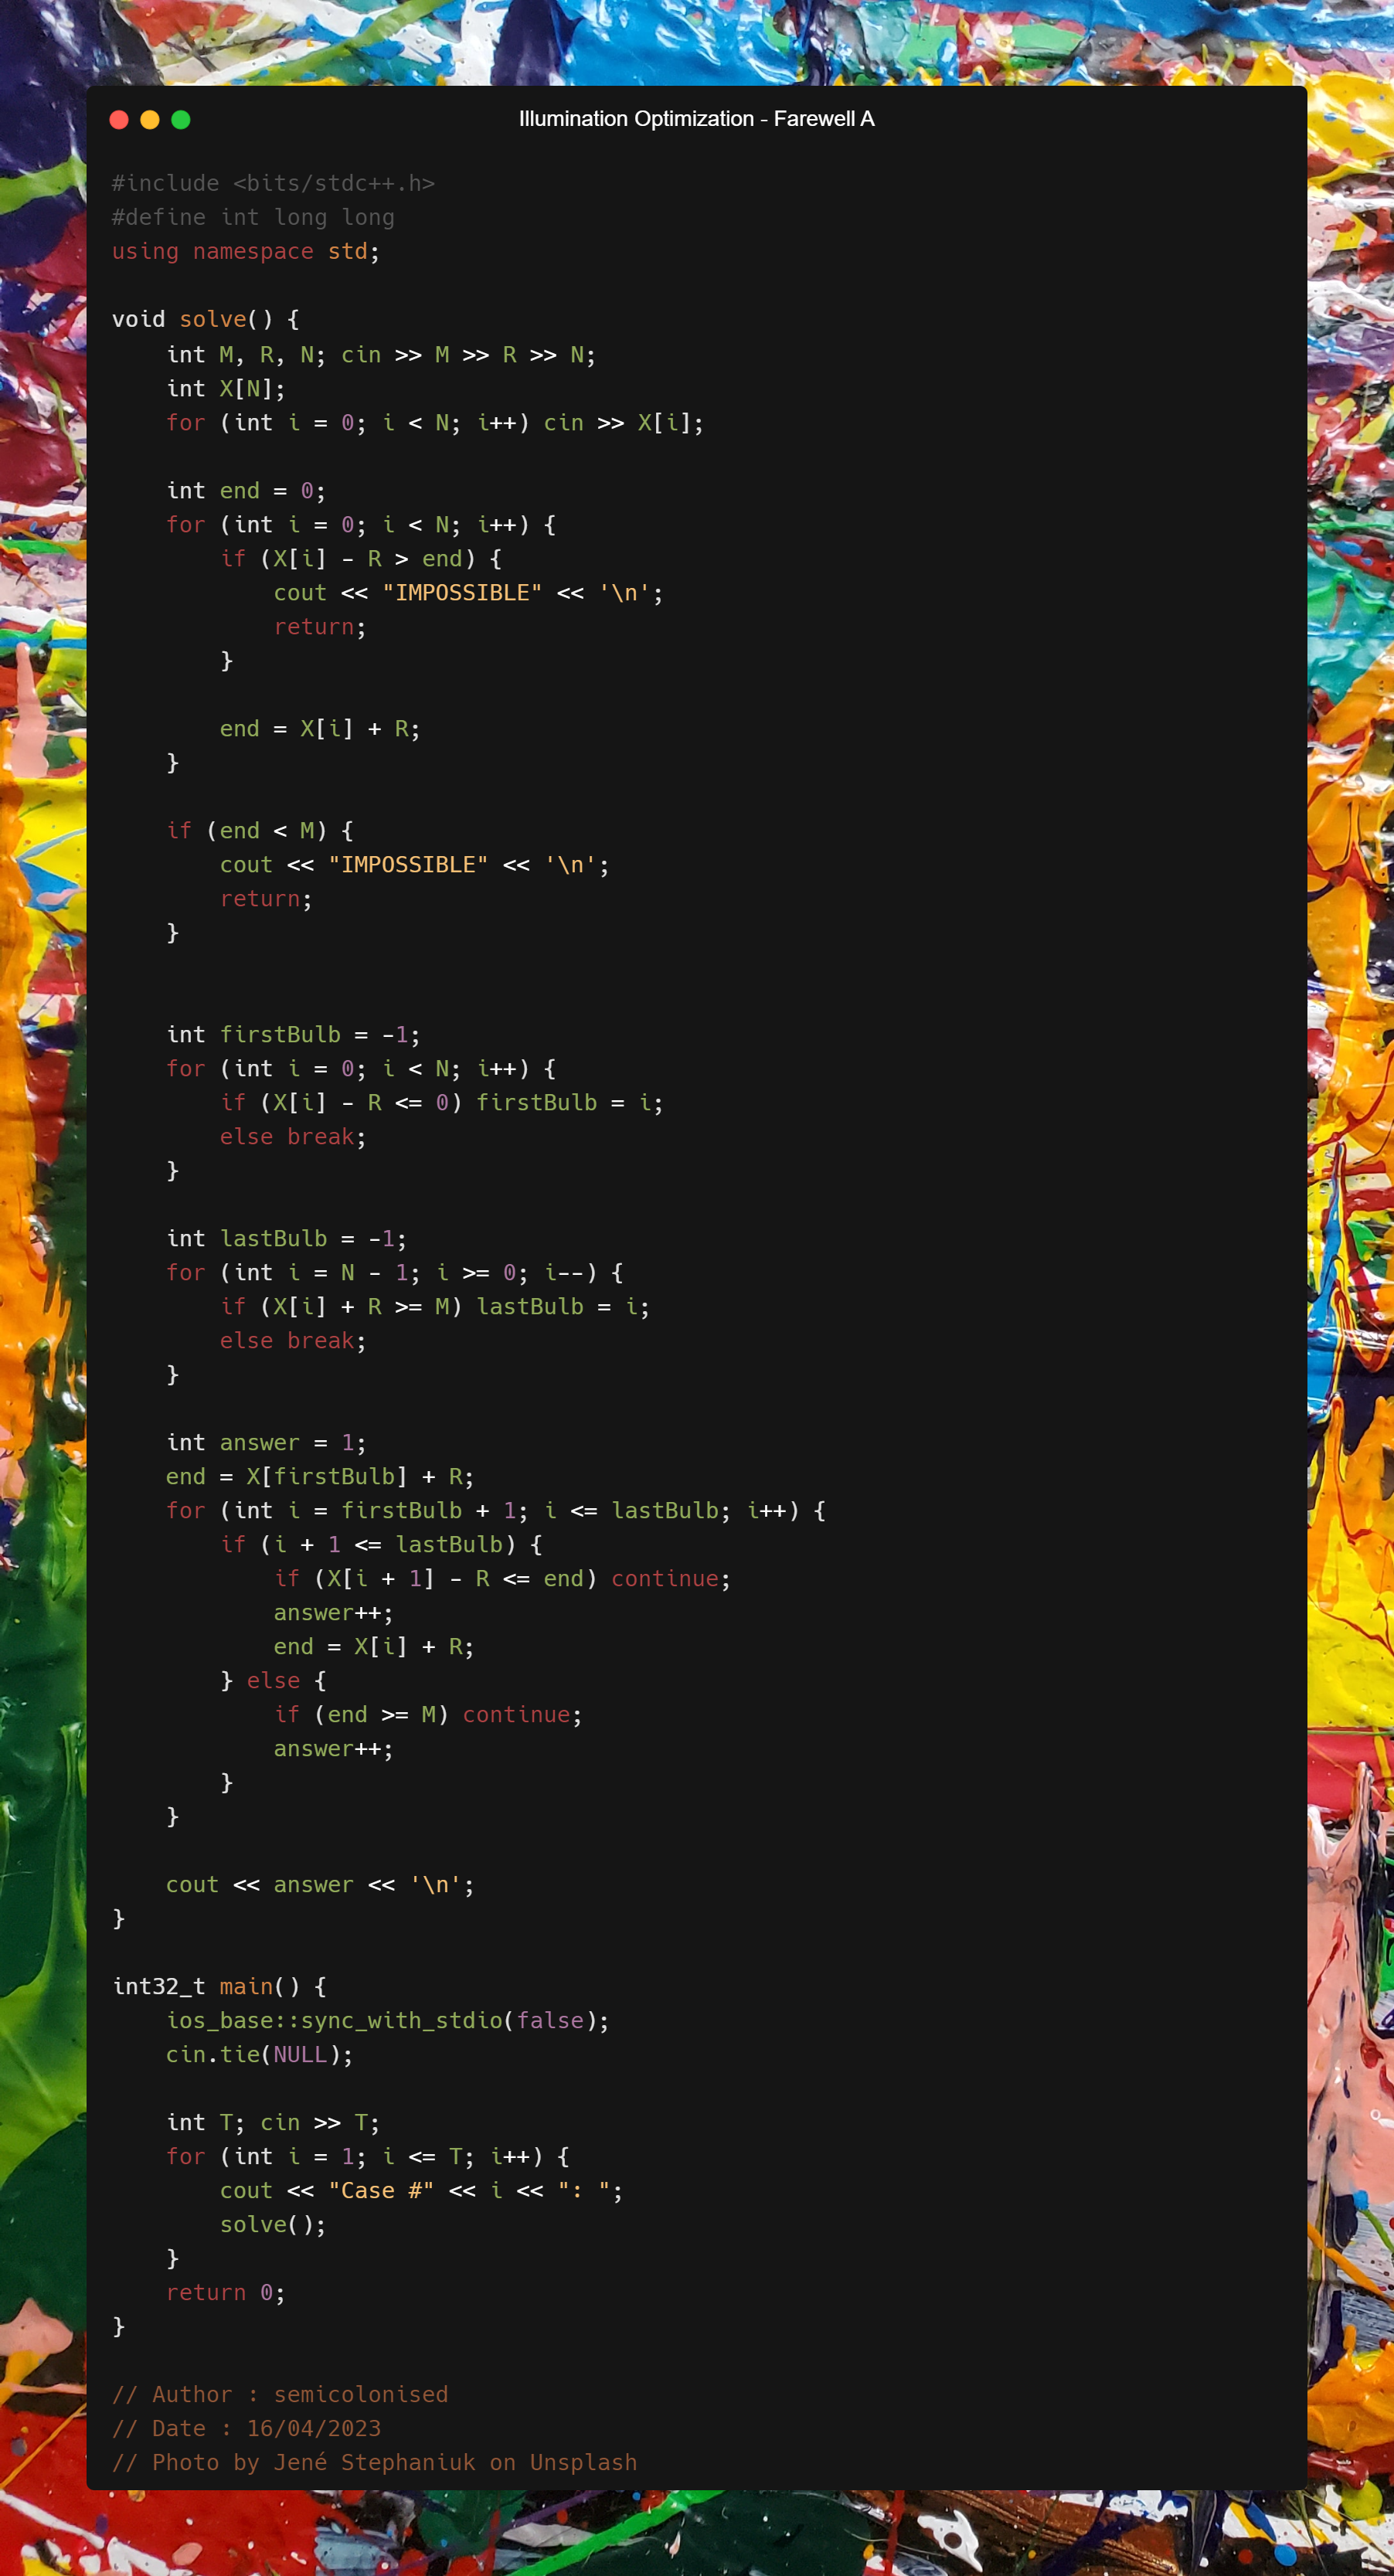 Illumination Optimization - Farewell A
#include <bits/stdc++.h>
#define int long long
using namespace std;
void solve() {
    int M, R, N; cin >> M >> R >> N;
    int X[N];
    for (int i = 0; i < N; i++) cin >> X[i];
    int end = 0;
    for (int i = 0; i < N; i++) {
        if (X[i] - R > end) {
            cout << "IMPOSSIBLE" << '\n';
            return;
        }
        end = X[i] + R;
    }
    if (end < M) {
        cout << "IMPOSSIBLE" << '\n';
        return;
    }
    int firstBulb = -1;
    for (int i = 0; i < N; i++) {
        if (X[i] - R <= 0) firstBulb = i;
        else break;
    }
    int lastBulb = -1;
    for (int i = N - 1; i >= 0; i--) {
        if (X[i] + R >= M) lastBulb = i;
        else break;
    }
    int answer = 1;
    end = X[firstBulb] + R;
    for (int i = firstBulb + 1; i <= lastBulb; i++) {
        if (i + 1 <= lastBulb) {
            if (X[i + 1] - R <= end) continue;
            answer++;
            end = X[i] + R;
        } else {
            if (end >= M) continue;
            answer++;
        }
    }
    cout << answer << '\n';
}
int32_t main() {
    ios_base::sync_with_stdio(false);
    cin.tie(NULL);
    int T; cin >> T;
    for (int i = 1; i <= T; i++) {
        cout << "Case #" << i << ": ";
        solve();
    }
    return 0;
}
// Author : semicolonised
// Date : 16/04/2023
// Photo by Jené Stephaniuk on Unsplash